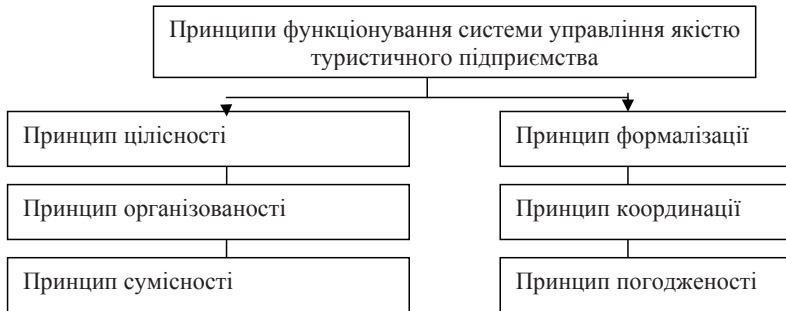 Принципи функціонування системи управління якістю
туристичного підприємства
Принцип цілісності
Принцип формалізації
Принцип організованості
Принцип координації
Принцип сумісності
Принцип погодженості